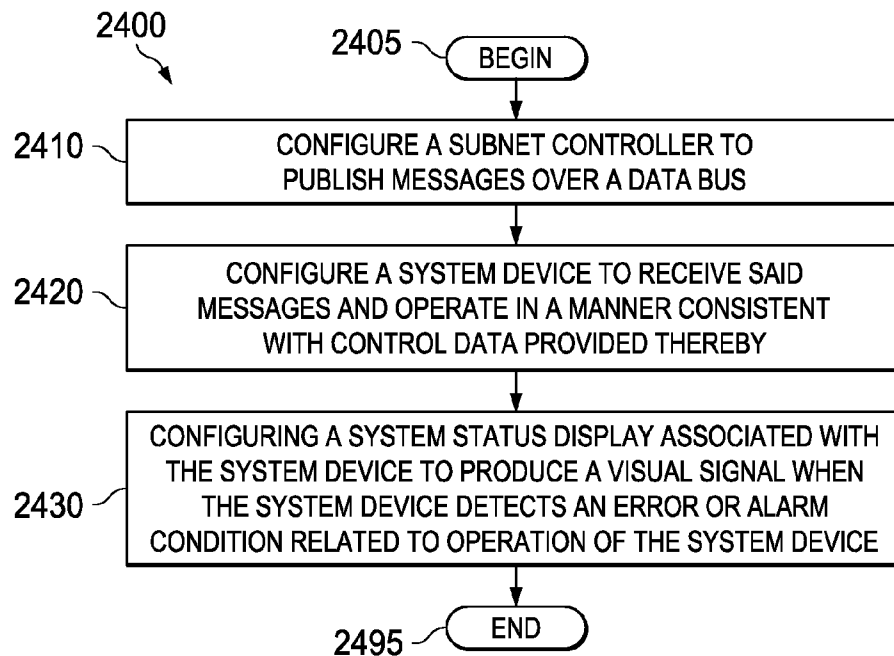 2400
2405
BEGIN
2410
CONFIGURE A SUBNET CONTROLLER TO
PUBLISH MESSAGES OVER A DATA BUS
2420
CONFIGURE A SYSTEM DEVICE TO RECEIVE SAID
MESSAGES AND OPERATE IN A MANNER CONSISTENT
WITH CONTROL DATA PROVIDED THEREBY
2430
CONFIGURING A SYSTEM STATUS DISPLAY ASSOCIATED WITH
THE SYSTEM DEVICE TO PRODUCE A VISUAL SIGNAL WHEN
THE SYSTEM DEVICE DETECTS AN ERROR OR ALARM
CONDITION RELATED TO OPERATION OF THE SYSTEM DEVICE
2495
END